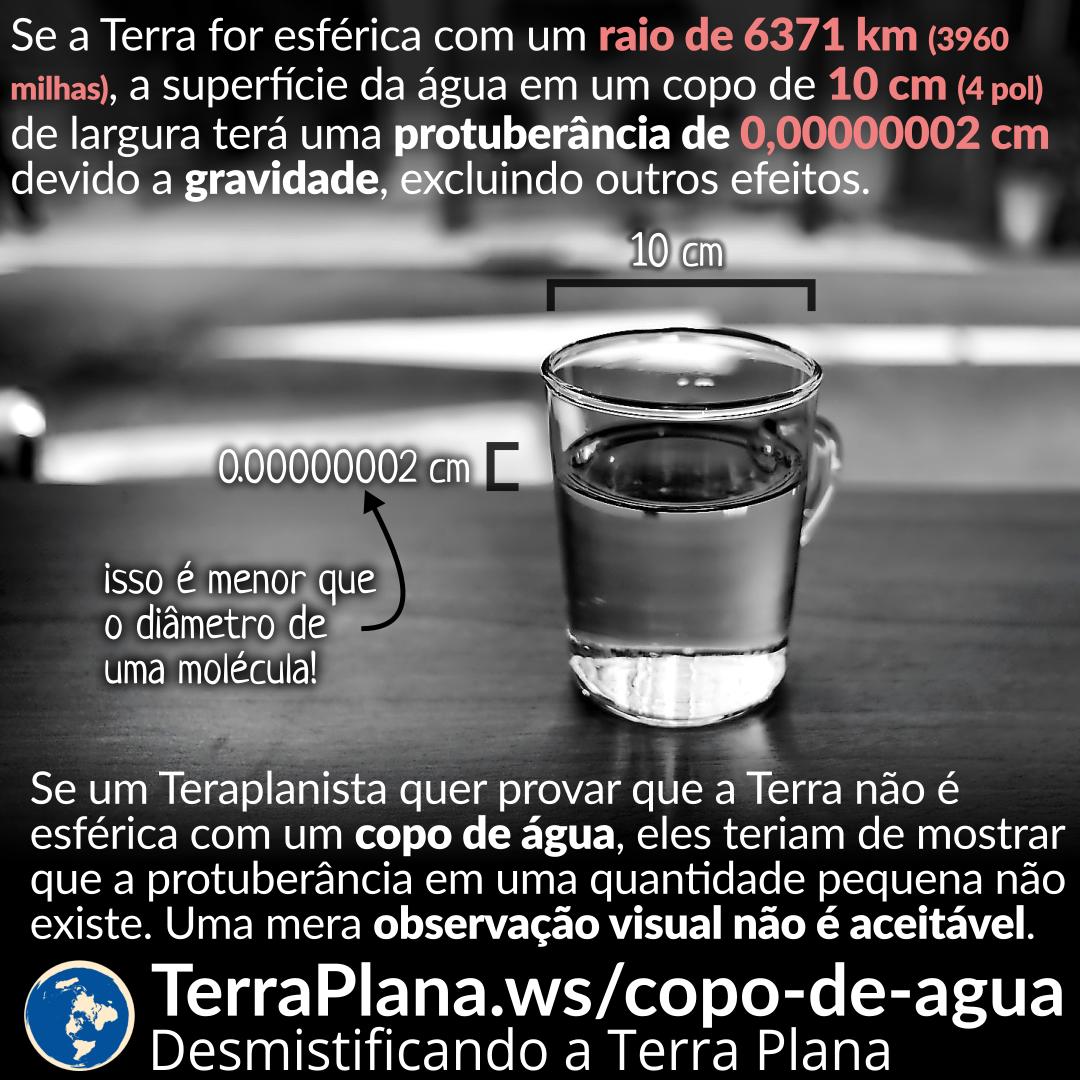 Se a Terra for esférica com um raio de 6371 km (3960
milhas), a superfície da água em um copo de 10 cm (4 pol)
de largura terá uma protuberância de 0,00000002 cm
devido a gravidade, excluindo outros efeitos.
10 cm
0.00000002 cm
isso é menor que
o diâmetro de
uma molécula!
Se um Teraplanista quer provar que a Terra não é
esférica com um copo de água, eles teriam de mostrar
que a protuberância em uma quantidade pequena não
existe. Uma mera observação visual não é aceitável.
TerraPlana.ws/copo-de-agua
Desmistificando a Terra Plana